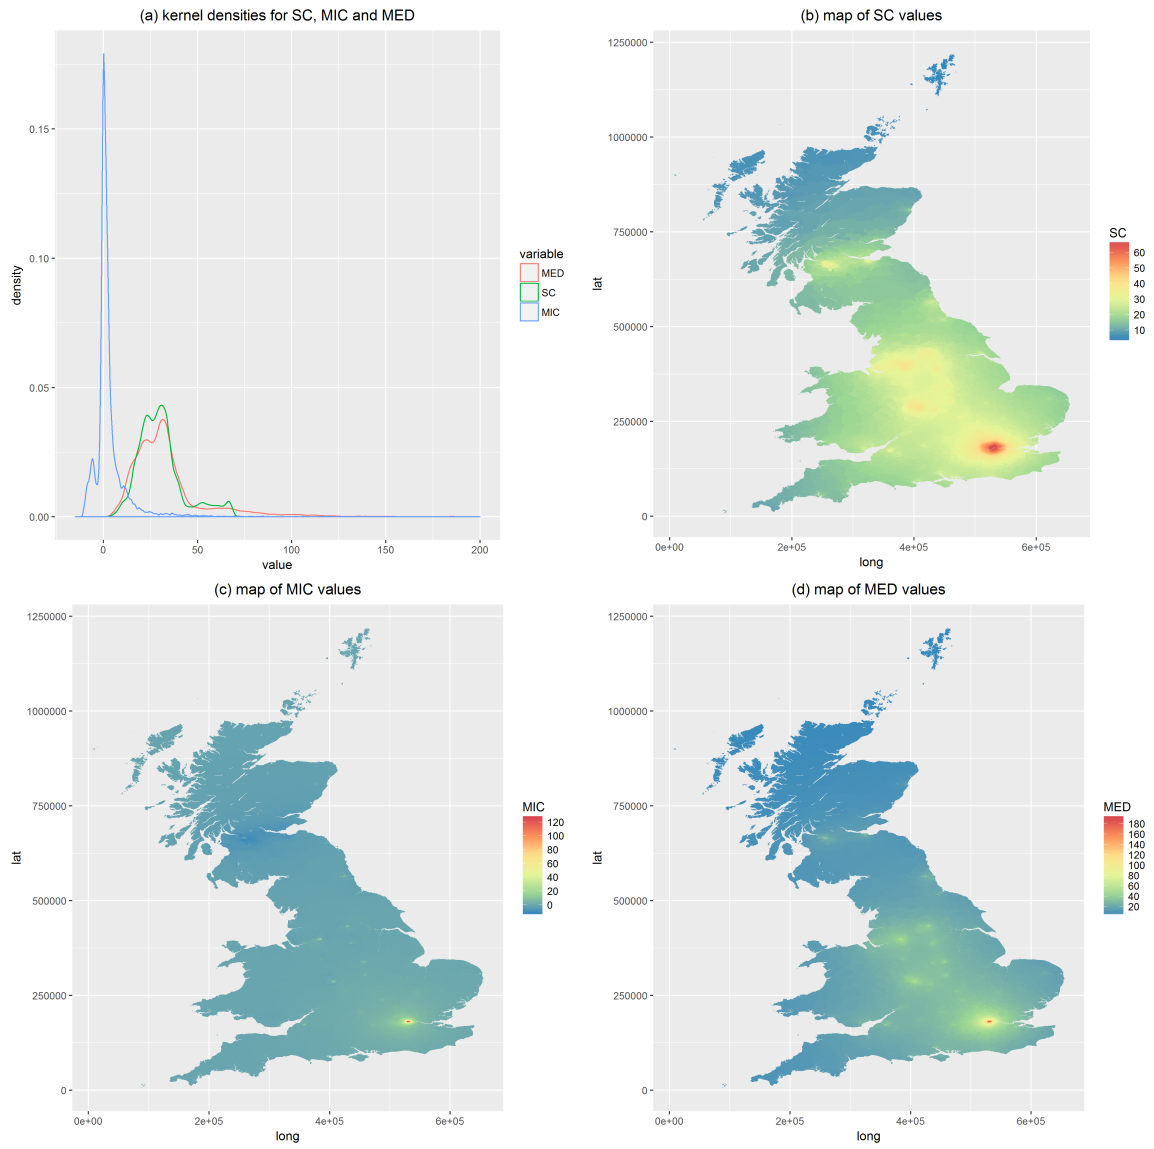 (a) kernel densities for SC, MIC and MED
0.15
0.10
0.05
0.00
density
0
50
100
150
200
value
variable
MED
SC
MIC
(b) map of SC values
1250000
1000000
750000
500000
250000
0
lat
0e+00
2e+05
4e+05
6e+05
long
SC
60
50
40
30
20
10
(c) map of MIC values
1250000
1000000
750000
500000
250000
0
lat
0e+00
2e+05
4e+05
6e+05
long
MIC
120
100
80
60
40
20
0
(d) map of MED values
1250000
1000000
750000
500000
250000
0
lat
0e+00
2e+05
4e+05
6e+05
long
MED
180
160
140
120
100
80
60
40
20